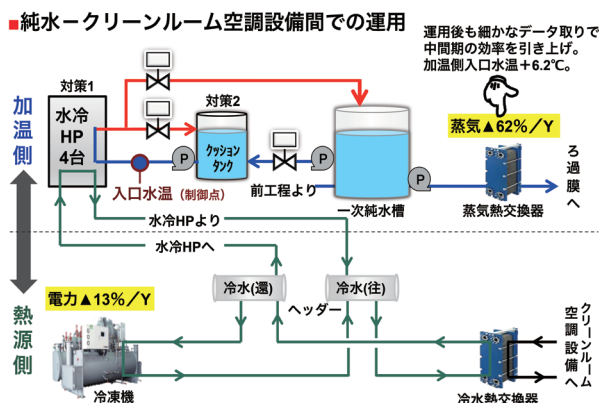 ■純水－クリーンルーム空調設備間での運用
運用後も細かなデータ取りで
中間期の効率を引き上げ。
加温側入口水温＋6.2℃。
対策1
水冷
HP
4台
対策2
クッション
タンク
P
P
P
蒸気▲62％／Y
加温側
入口水温（制御点）
前工程より
一次純水槽
蒸気熱交換器
ろ過膜へ
水冷HPより
水冷HPへ
冷水(還)
冷水(往)
ヘッダー
電力▲13％／Y
熱源側
冷凍機
冷水熱交換器
クリーンルーム
空調設備へ